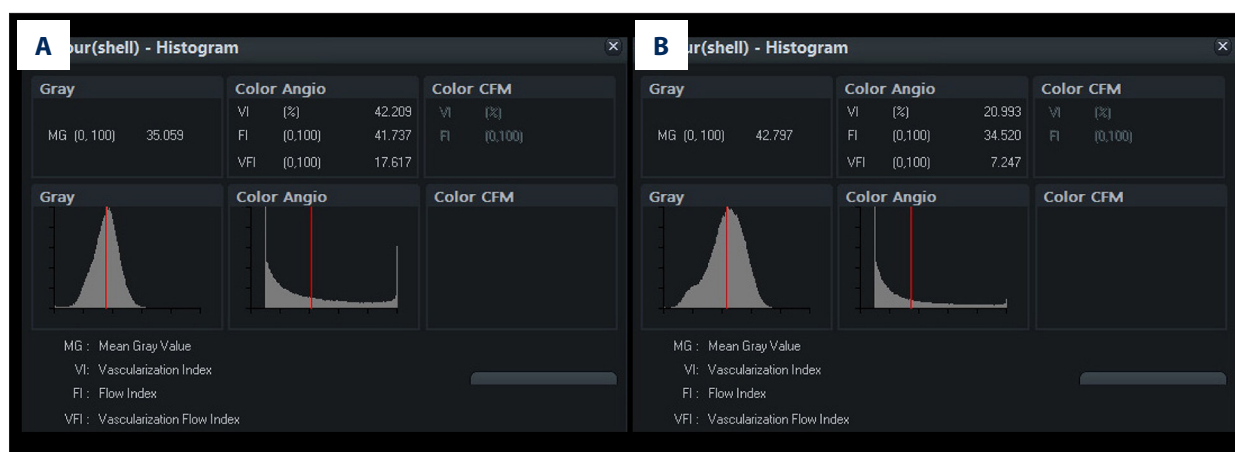 A
our(shell) - Histogram
Gray
Color Angio
Color CFM
MG (0, 100) 35.059
VI (%) 42.209
FI (0,100) 41.737
VFI (0,100) 17.617
VI (%)
FI (0,100)
Gray
Color Angio
Color CFM
MG : Mean Gray Value
VI: Vascularization Index
FI : Flow Index
VFI : Vascularization Flow Index
B
ur(shell) - Histogram
Gray
Color Angio
Color CFM
MG (0, 100) 42.797
VI (%) 20.993
FI (0,100) 34.520
VFI (0,100) 7.247
VI (%)
FI (0,100)
Gray
Color Angio
Color CFM
MG : Mean Gray Value
VI: Vascularization Index
FI : Flow Index
VFI : Vascularization Flow Index